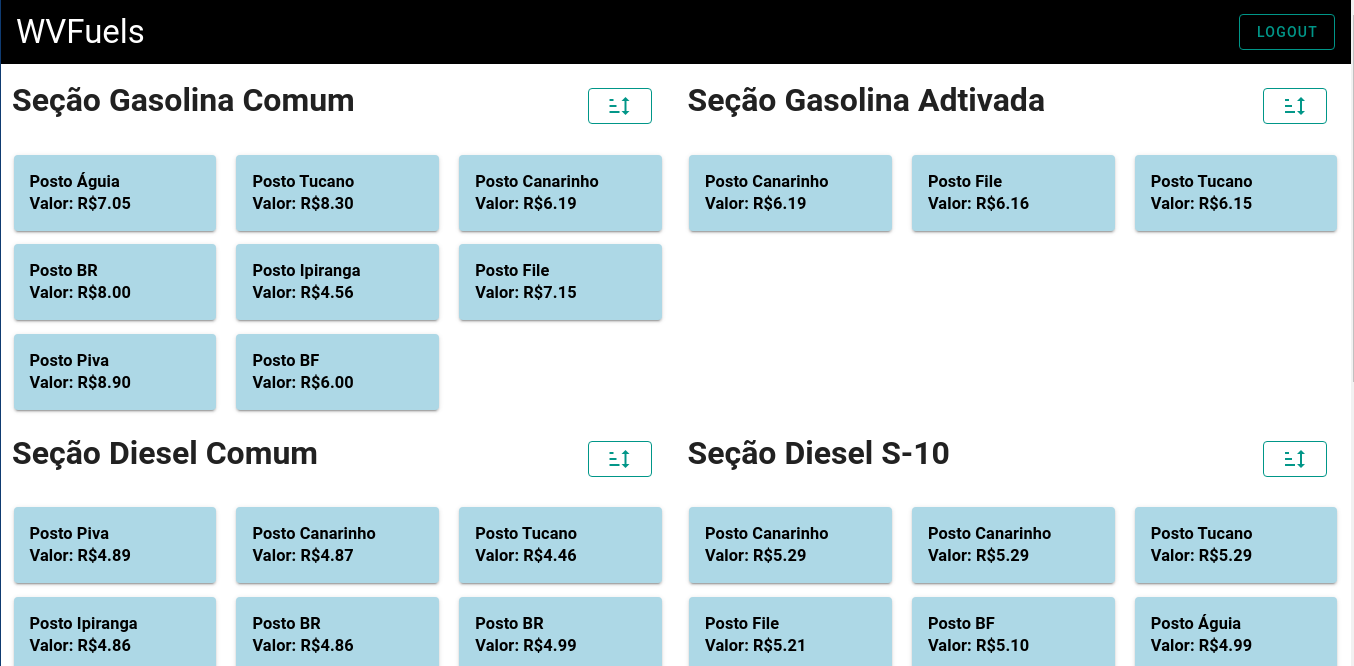 WVFuels
LOGOUT
Seção Gasolina Comum
Posto Águia
Valor: R$7.05
Posto Tucano
Valor: R$8.30
Posto Canarinho
Valor: R$6.19
Posto BR
Valor: R$8.00
Posto Ipiranga
Valor: R$4.56
Posto File
Valor: R$7.15
Posto Piva
Valor: R$8.90
Posto BF
Valor: R$6.00
Seção Gasolina Adtivada
Posto Canarinho
Valor: R$6.19
Posto File
Valor: R$6.16
Posto Tucano
Valor: R$6.15
Seção Diesel Comum
Posto Piva
Valor: R$4.89
Posto Canarinho
Valor: R$4.87
Posto Tucano
Valor: R$4.46
Posto Ipiranga
Valor: R$4.86
Posto BR
Valor: R$4.86
Posto BR
Valor: R$4.99
Seção Diesel S-10
Posto Canarinho
Valor: R$5.29
Posto Canarinho
Valor: R$5.29
Posto Tucano
Valor: R$5.29
Posto File
Valor: R$5.21
Posto BF
Valor: R$5.10
Posto Águia
Valor: R$4.99